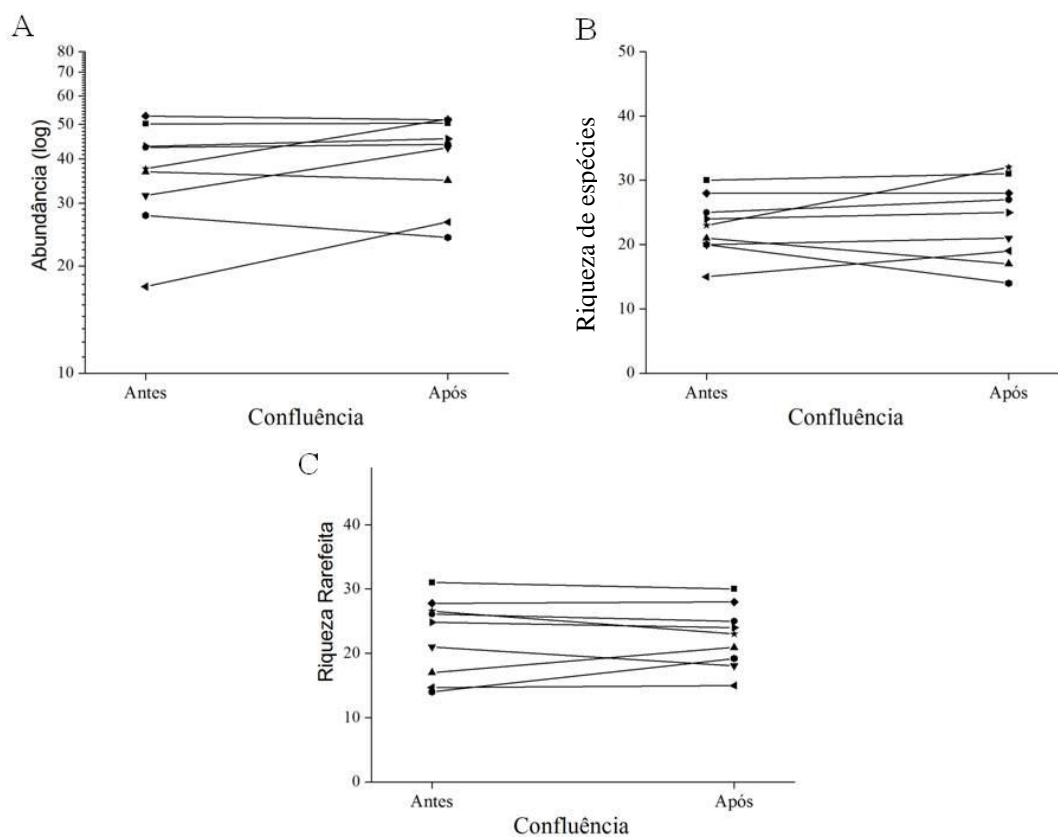 A
Abundância (log)
80
70
60
50
40
30
20
10
Antes
Após
Confluência
B
Riqueza de espécies
50
40
30
20
10
0
Antes
Após
Confluência
C
Riqueza Rarefeita
40
30
20
10
0
Antes
Após
Confluência